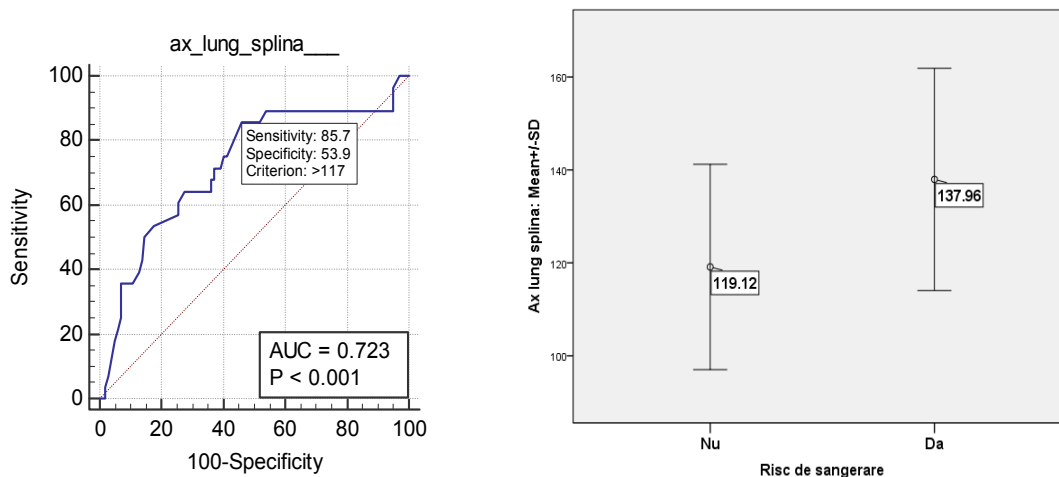 ax_lung_splina___
100
80
60
40
20
0
Sensitivity
Sensitivity: 85.7
Specificity: 53.9
Criterion: >117
AUC = 0.723
P < 0.001
0 20 40 60 80 100
100-Specificity
Ax lung splina: Mean+/-SD
160
140
120
100
119.12
137.96
Nu Da
Risc de sangerare